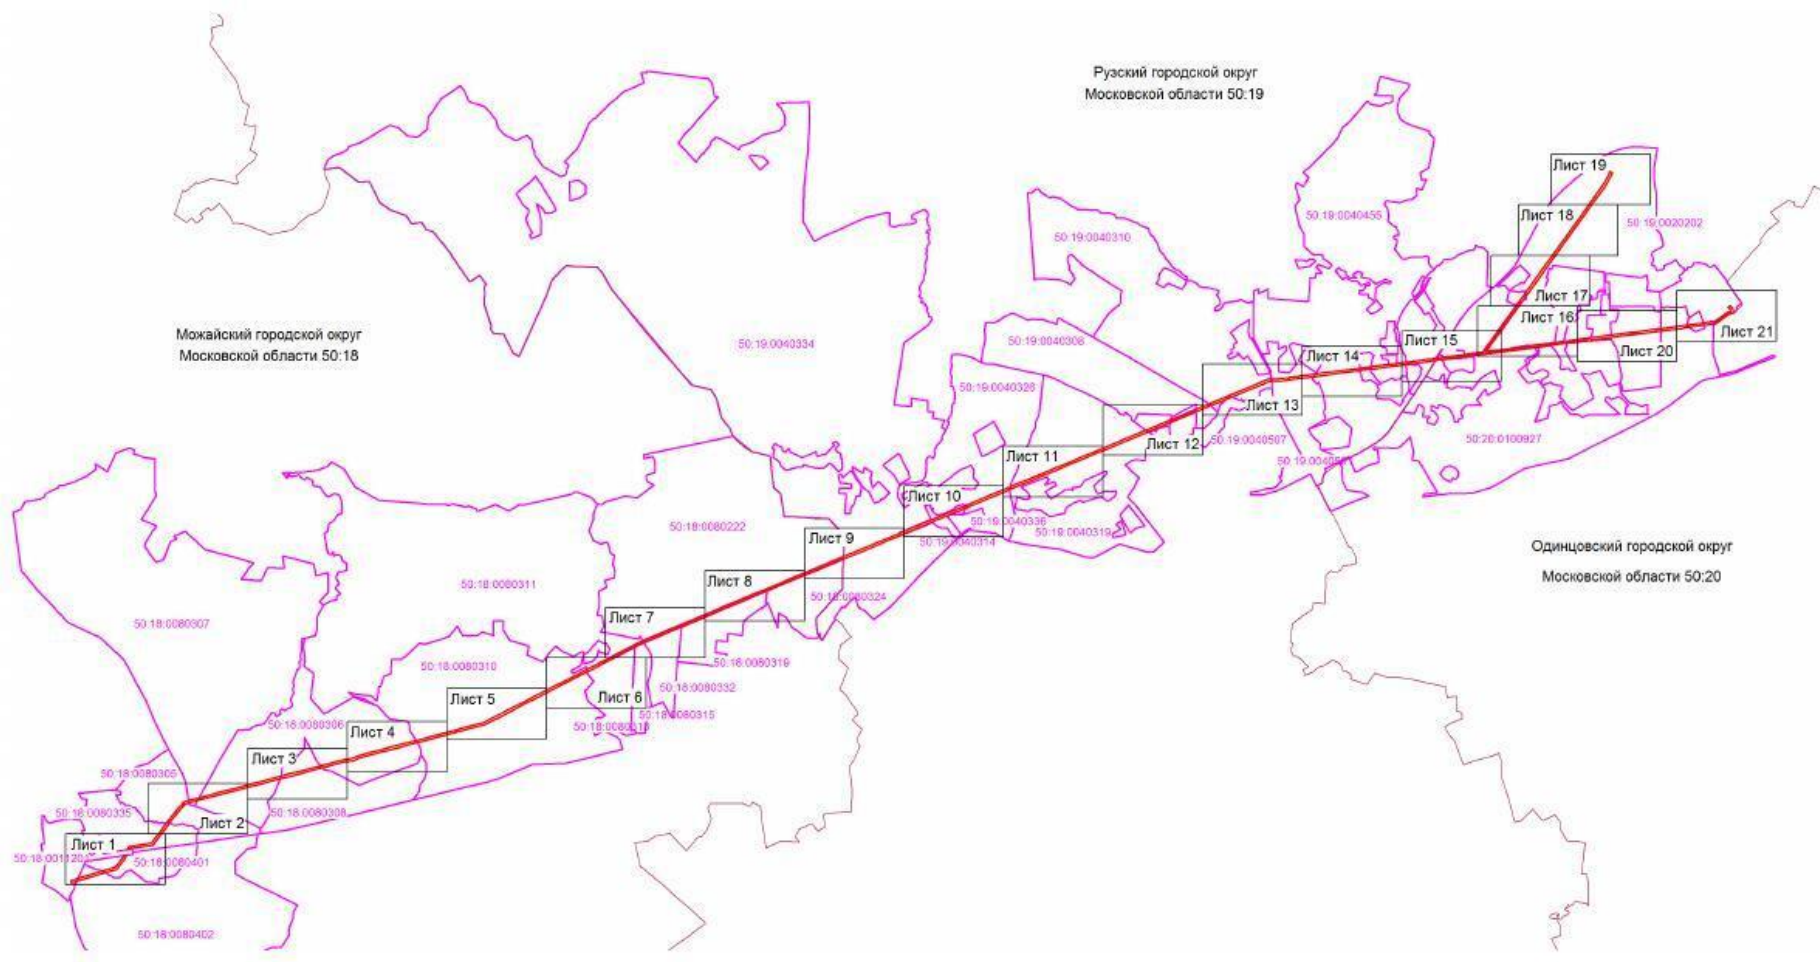 Рузский городской округ
Московской области 50:19
Лист 19
Лист 18
50:19:0040455
50:19:0020202
50:19:0040310
Лист 17
Лист 16
Лист 21
Можайский городской округ
Московской области 50:18
50:19:0040334
50:19:0040306
Лист 15
Лист 14
Лист 20
50:19:0040326
Лист 13
Лист 12
50:19:0040507
50:20:0100927
Лист 11
Лист 10
50:19:0040336
50:19:0040319
50:19:0040314
50:18:0080222
Лист 9
Одинцовский городской округ
Московской области 50:20
50:18:0080311
Лист 8
50:18:0080324
50:18:0080307
Лист 7
50:18:0080310
50:18:0080319
50:18:0080332
Лист 6
Лист 5
50:18:0080315
50:18:0080306
Лист 4
Лист 3
50:18:0080305
50:18:0080335
50:18:0080308
Лист 2
Лист 1
50:18:0080401
50:18:0080402